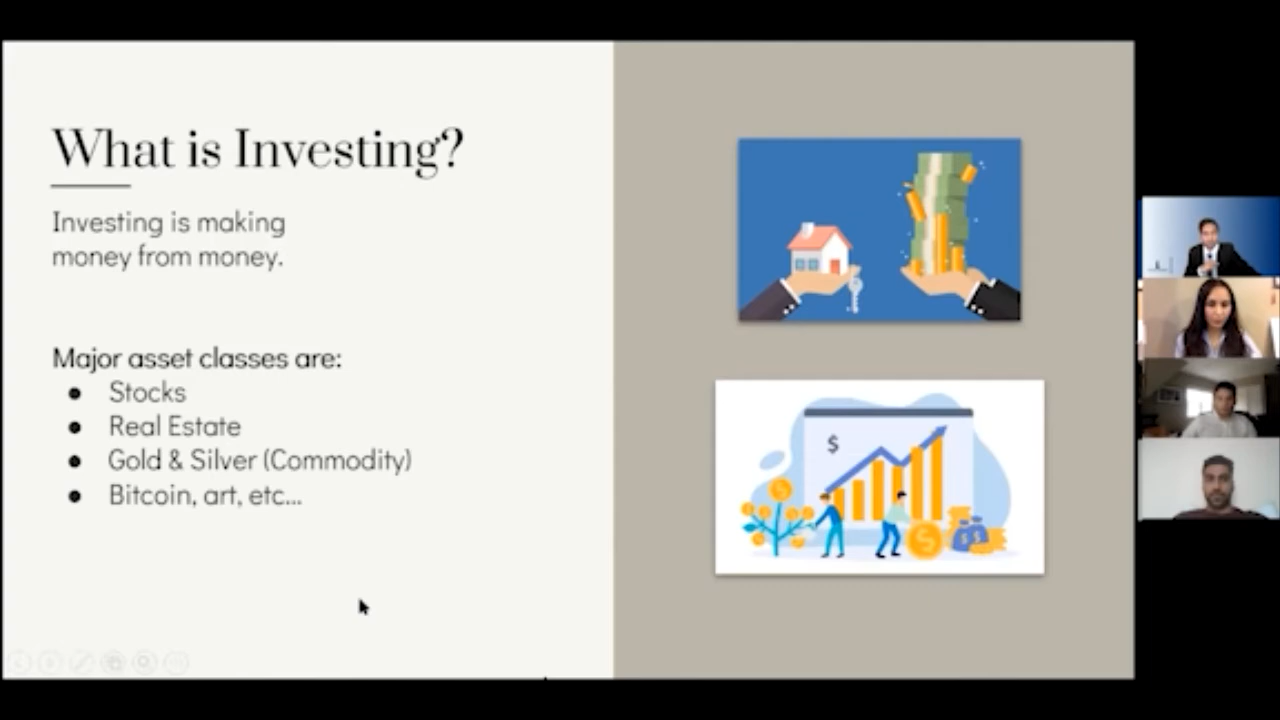 What is Investing?
Investing is making
money from money.
Major asset classes are:
● Stocks
● Real Estate
● Gold & Silver (Commodity)
● Bitcoin, art, etc...
$
$
$
$ $